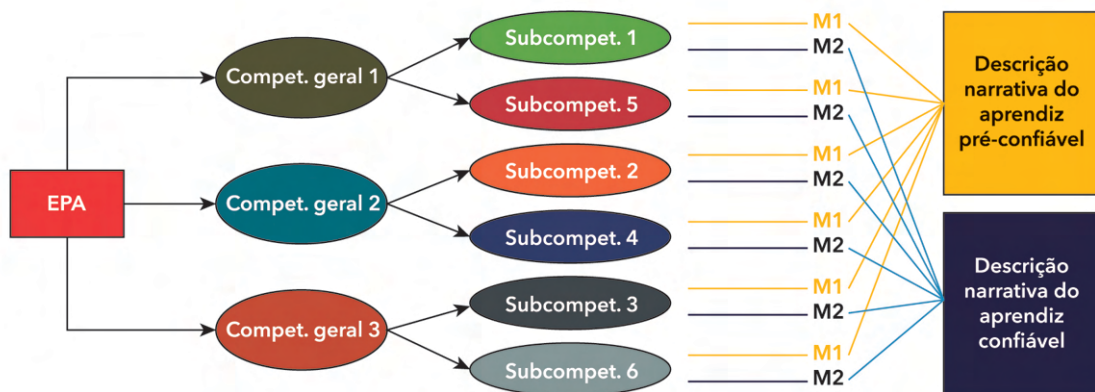 EPA
Compet. geral 1
Compet. geral 2
Compet. geral 3
Subcompet. 1
Subcompet. 5
Subcompet. 2
Subcompet. 4
Subcompet. 3
Subcompet. 6
M1
M2
M1
M2
M1
M2
M1
M2
M1
M2
M1
M2
Descrição
narrativa do
aprendiz
pré-confiável
Descrição
narrativa do
aprendiz
confiável